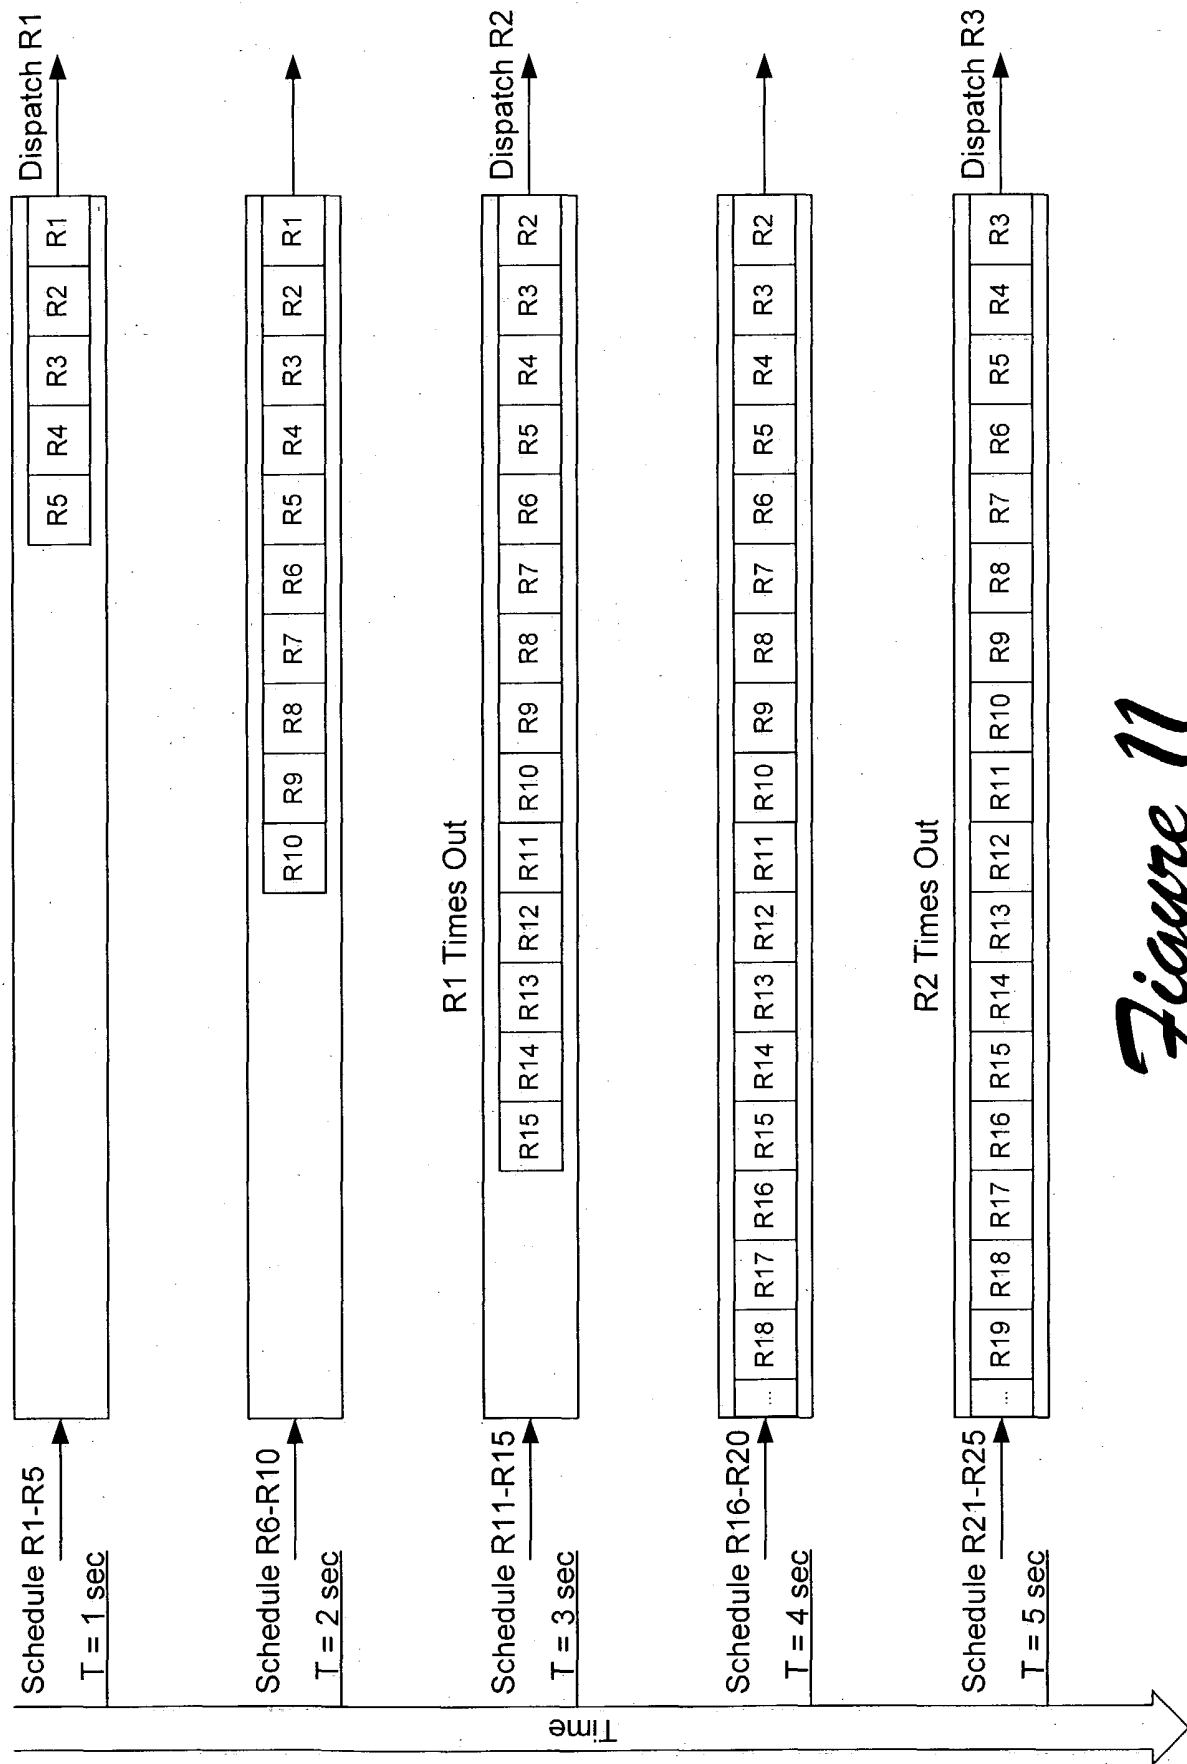 Schedule R1-R5
T = 1 sec
R5 R4 R3 R2 R1
Dispatch R1
Schedule R6-R10
T = 2 sec
R10 R9 R8 R7 R6 R5 R4 R3 R2 R1
R1 Times Out
Schedule R11-R15
T = 3 sec
R15 R14 R13 R12 R11 R10 R9 R8 R7 R6 R5 R4 R3 R2
Dispatch R2
Schedule R16-R20
T = 4 sec
... R18 R17 R16 R15 R14 R13 R12 R11 R10 R9 R8 R7 R6 R5 R4 R3 R2
R2 Times Out
Schedule R21-R25
T = 5 sec
... R19 R18 R17 R16 R15 R14 R13 R12 R11 R10 R9 R8 R7 R6 R5 R4 R3
Dispatch R3
Time
Figure 11